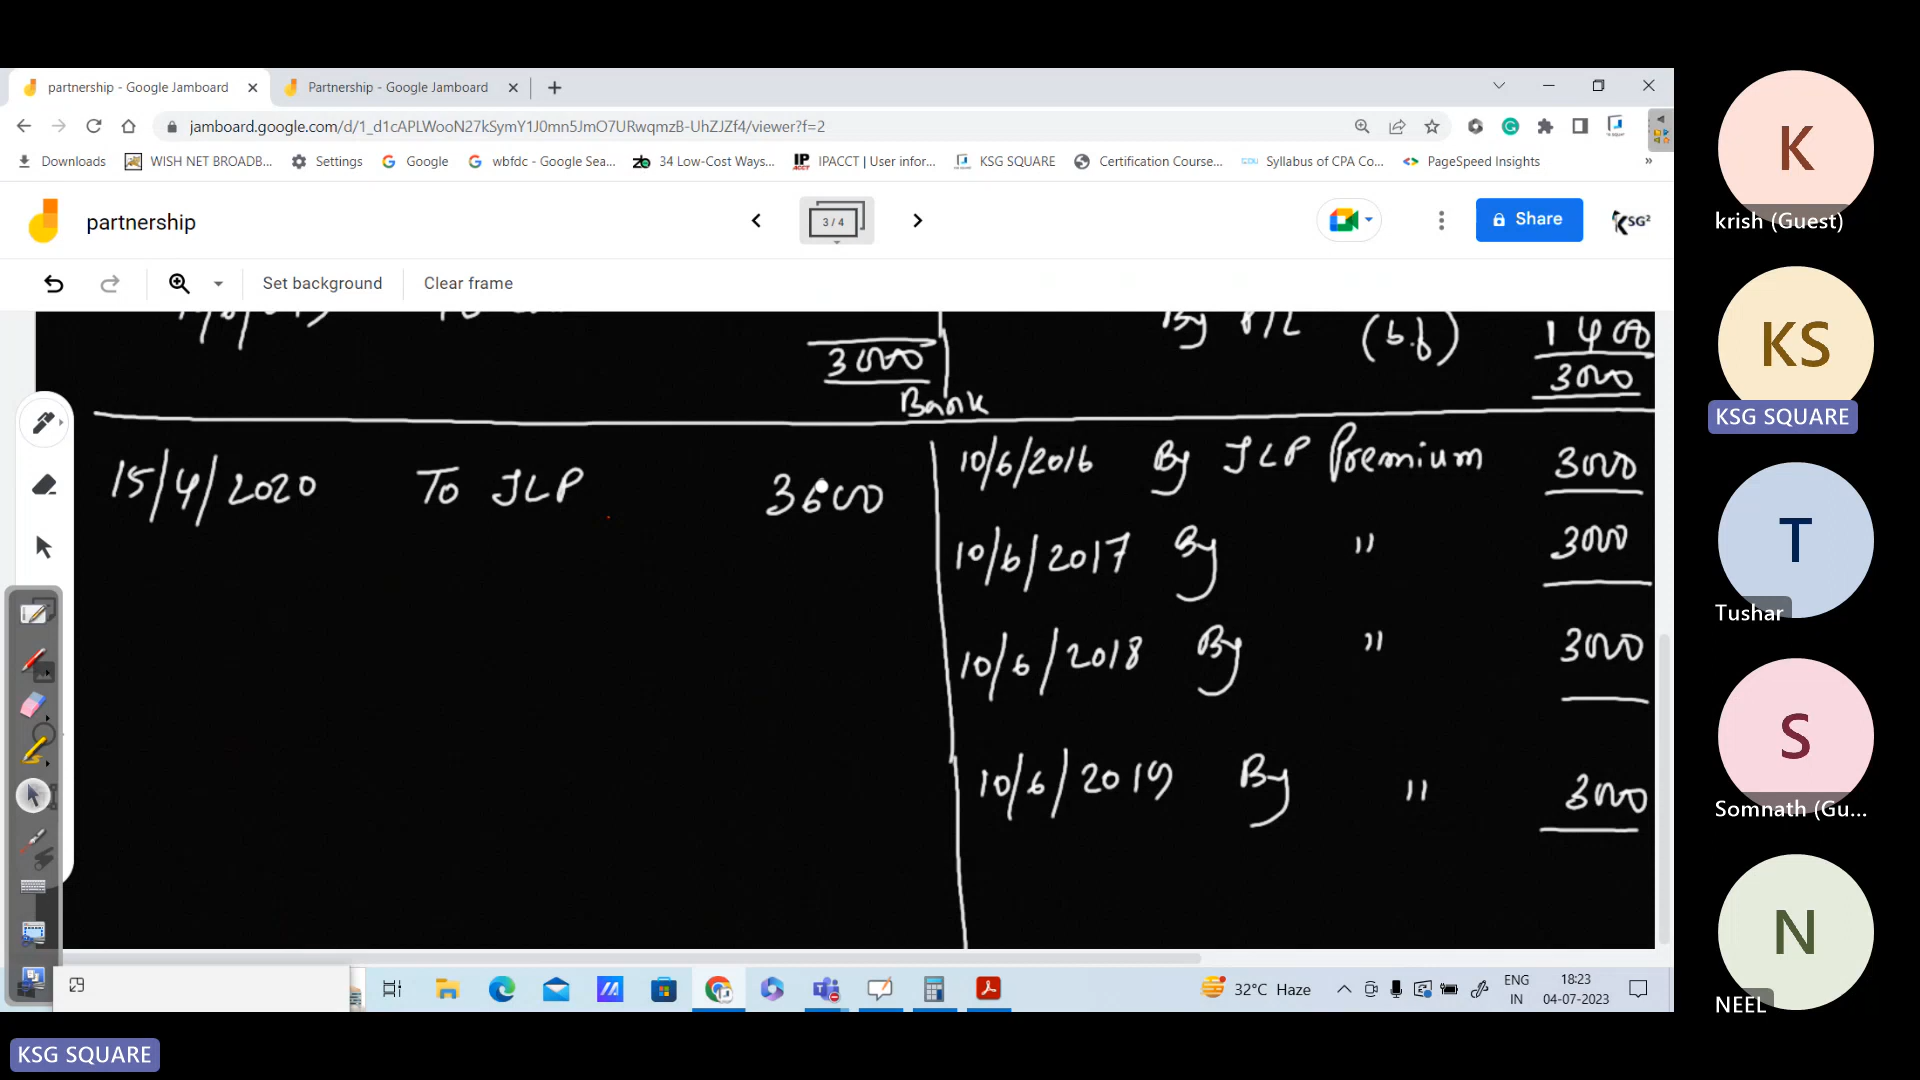 partnership - Google Jamboard
Partnership - Google Jamboard
jamboard.google.com/d/1_d1cAPLWooN27kSymY1J0mn5JmO7URwqmzB-UhZJZf4/viewer?f=2
Downloads WISH NET BROADB... Settings Google wbfdc - Google Sea... 34 Low-Cost Ways... IPACCT | User infor... KSG SQUARE Certification Course... Syllabus of CPA Co... PageSpeed Insights »
partnership
3 / 4
Share
KSG²
Set background
Clear frame
By P/L (b.f) 1400
3000 3000
Bank
15/4/2020 To JLP 3600
10/6/2016 By JLP Premium 3000
10/6/2017 By " 3000
10/6/2018 By " 3000
10/6/2019 By " 3000
32°C Haze
ENG
IN
18:23
04-07-2023
K
krish (Guest)
KS
KSG SQUARE
T
Tushar
S
Somnath (Gu...
N
NEEL
KSG SQUARE